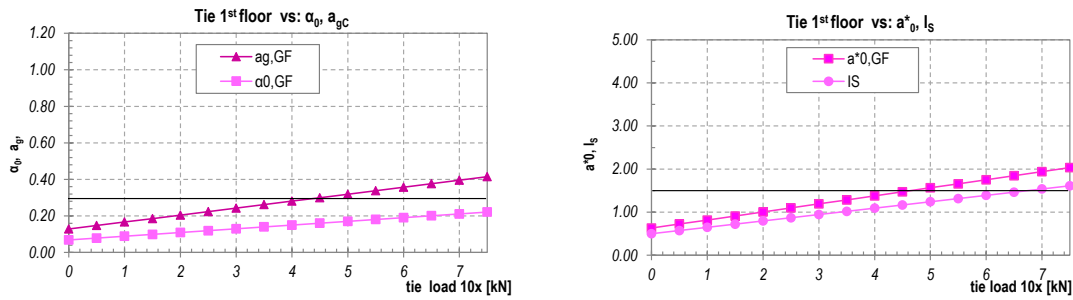 Tie 1st floor vs: α0, agC
1.20
1.00
0.80
0.60
0.40
0.20
0.00
α0, ag,
ag,GF
α0,GF
0 1 2 3 4 5 6 7
tie load 10x [kN]
Tie 1st floor vs: a*0, IS
5.00
4.00
3.00
2.00
1.00
0.00
a*0, IS
a*0,GF
IS
0 1 2 3 4 5 6 7
tie load 10x [kN]